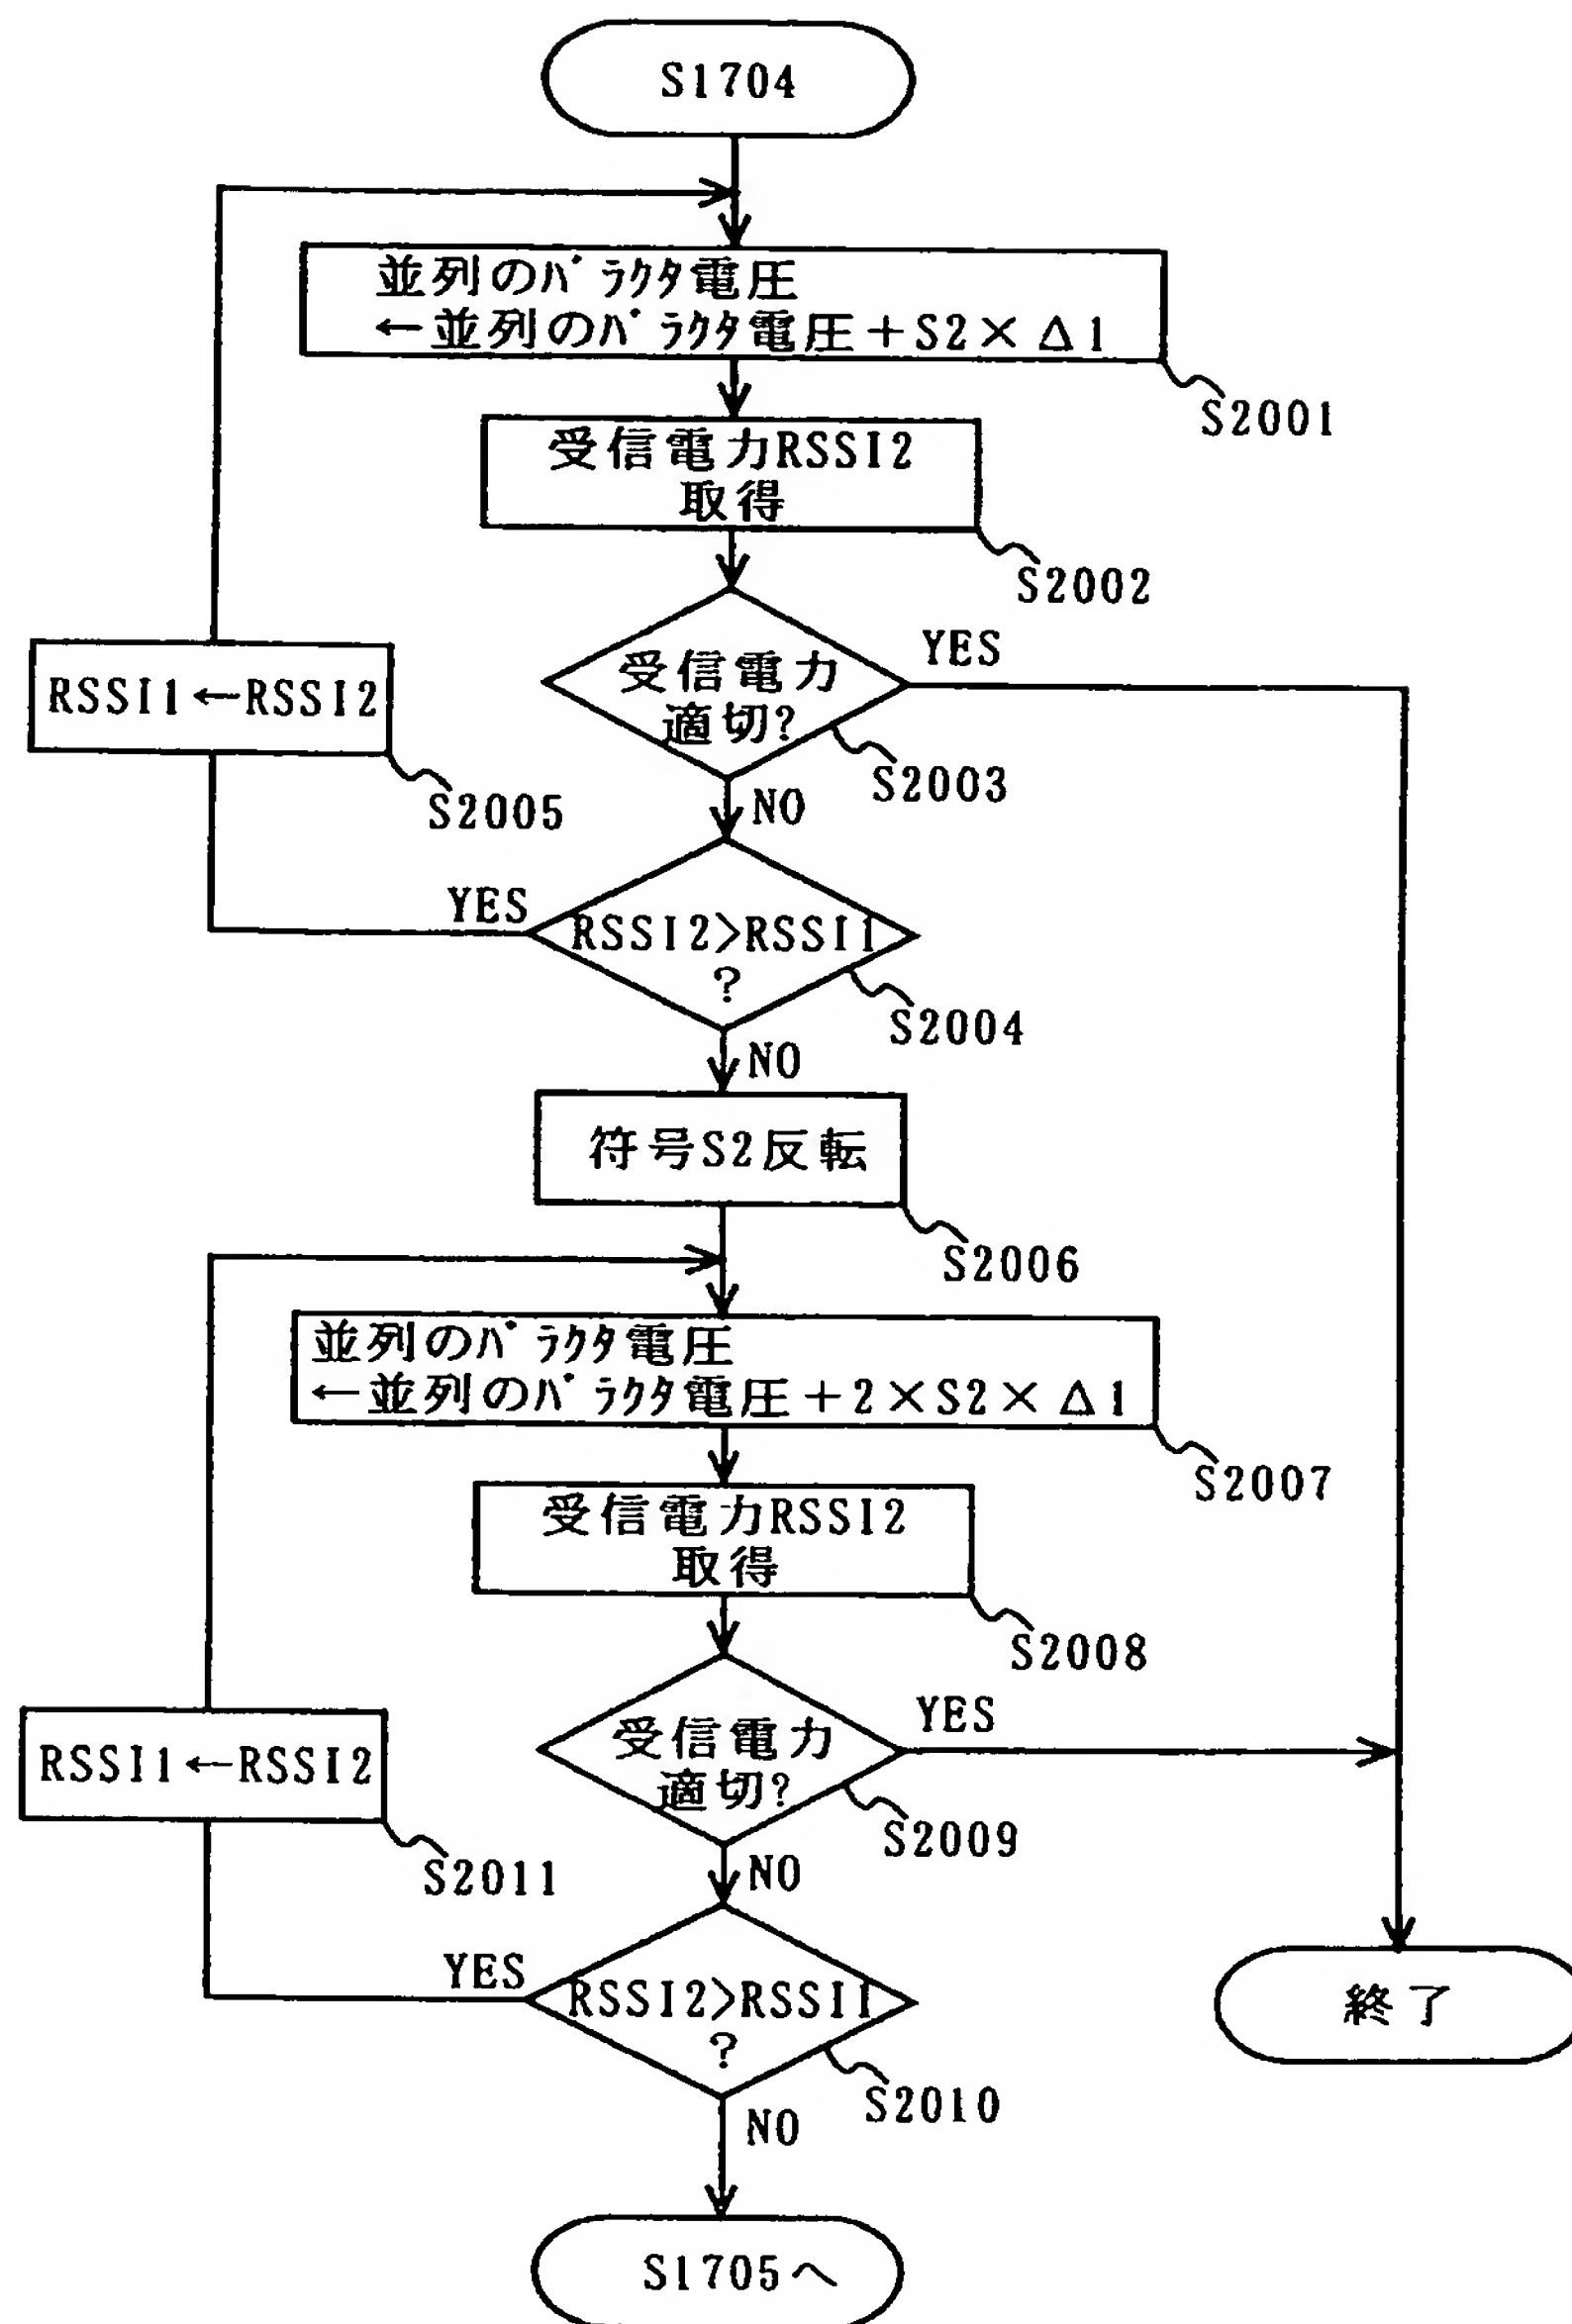 S1704
並列のバラクタ電圧
←並列のバラクタ電圧+S2×Δ1
S2001
受信電力RSSI2
取得
S2002
受信電力
適切?
YES
S2003
RSSI1←RSSI2
S2005
NO
YES
RSSI2>RSSI1
?
S2004
NO
符号S2反転
S2006
並列のバラクタ電圧
←並列のバラクタ電圧+2×S2×Δ1
S2007
受信電力RSSI2
取得
S2008
受信電力
適切?
YES
S2009
RSSI1←RSSI2
S2011
NO
YES
RSSI2>RSSI1
?
S2010
終了
NO
S1705へ